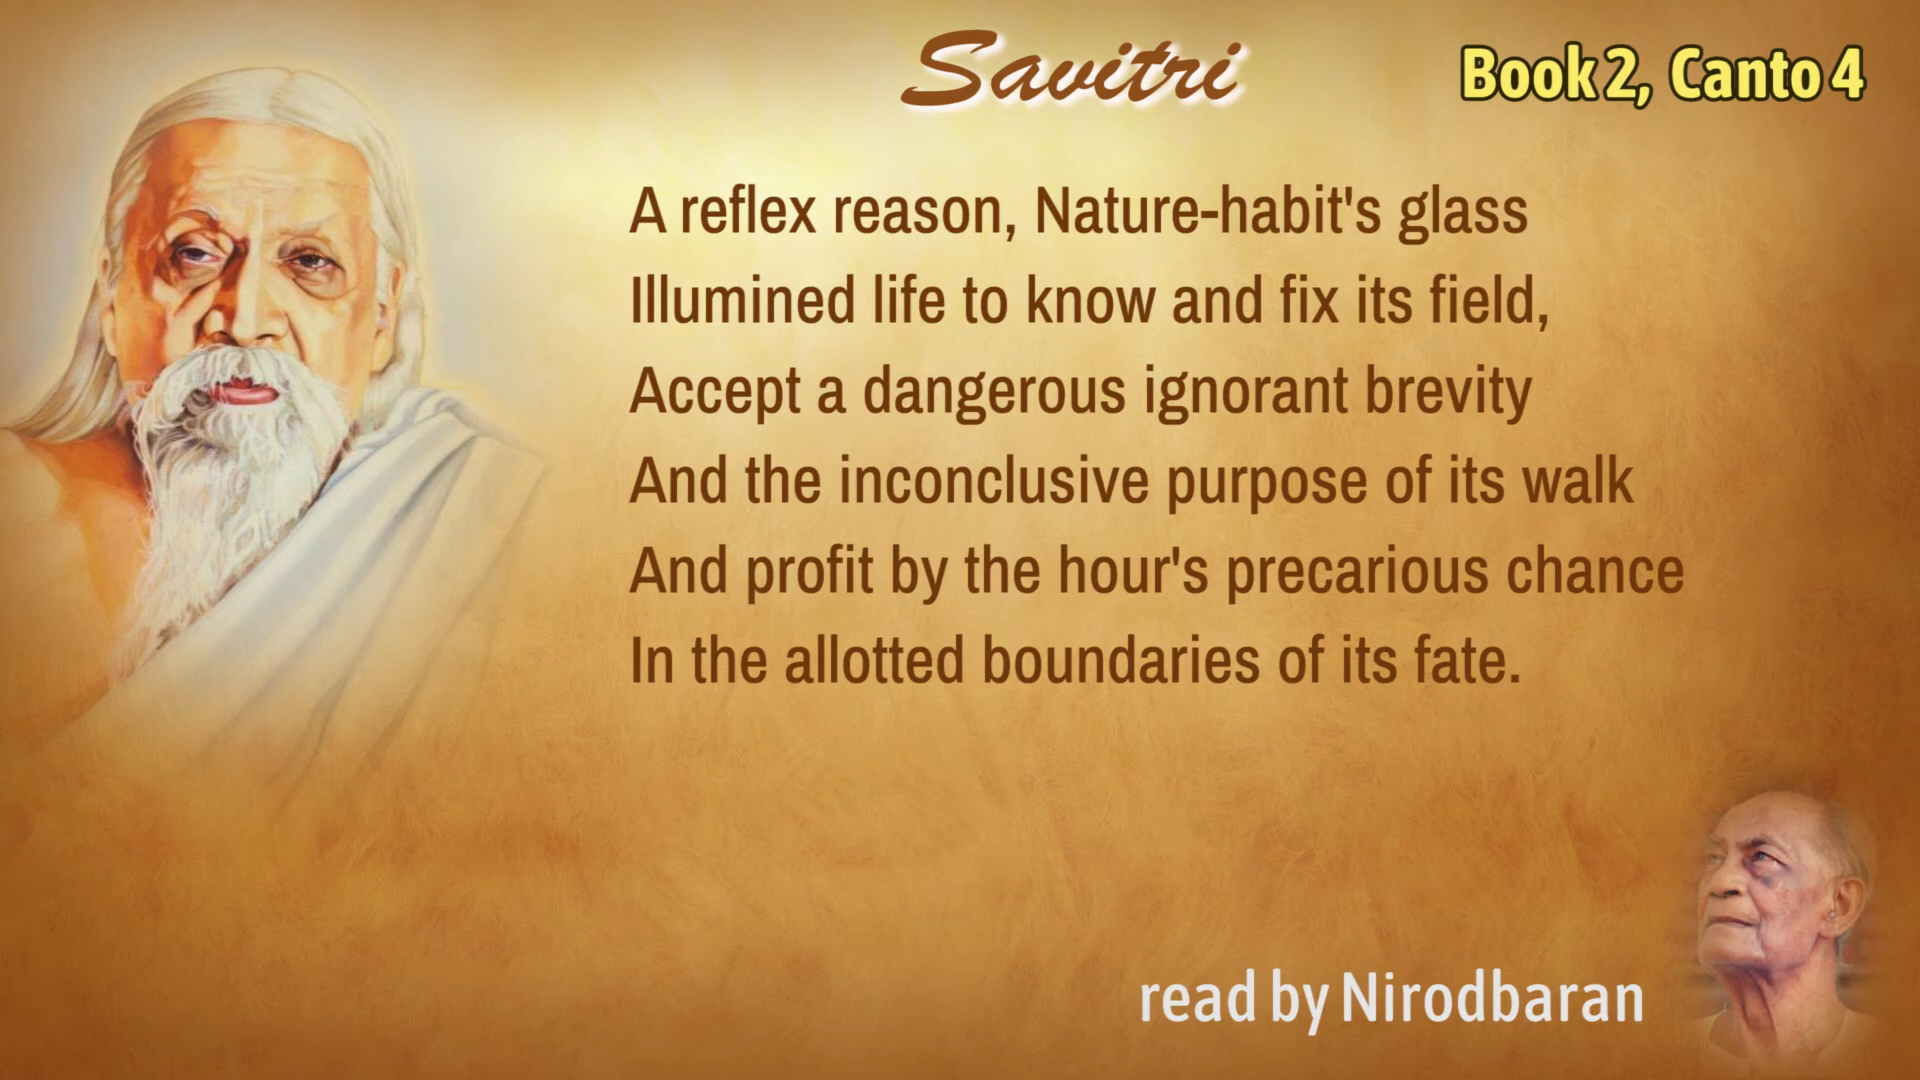 Savitri
Book 2, Canto 4
A reflex reason, Nature-habit's glass
Illumined life to know and fix its field,
Accept a dangerous ignorant brevity
And the inconclusive purpose of its walk
And profit by the hour's precarious chance
In the allotted boundaries of its fate.
read by Nirodbaran